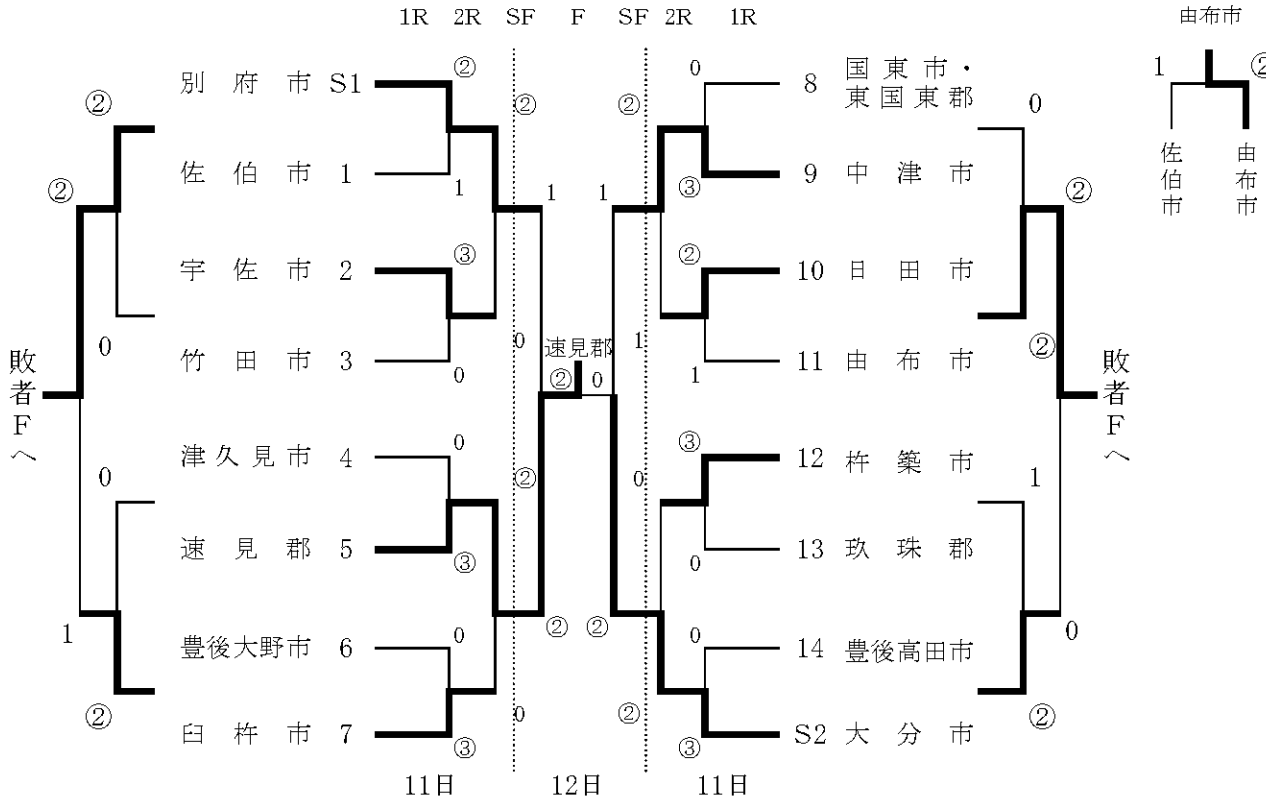 1R 2R SF F SF 2R 1R
由布市
1 ②
佐伯市 由布市
別府市 S1
佐伯市 1
宇佐市 2
竹田市 3
津久見市 4
速見郡 5
豊後大野市 6
臼杵市 7
② 1
③ 0
0 ③
0 ③
② 0
② 0
1 ②
② 0
0 ②
② 1
敗者Fへ
速見郡
② 0
8 国東市・
東国東郡
9 中津市
10 日田市
11 由布市
12 杵築市
13 玖珠郡
14 豊後高田市
S2 大分市
0 ③
② 1
③ 0
0 ③
② 1
0 ②
1 ②
0 ②
1 ②
② 0
敗者Fへ
11日 12日 11日